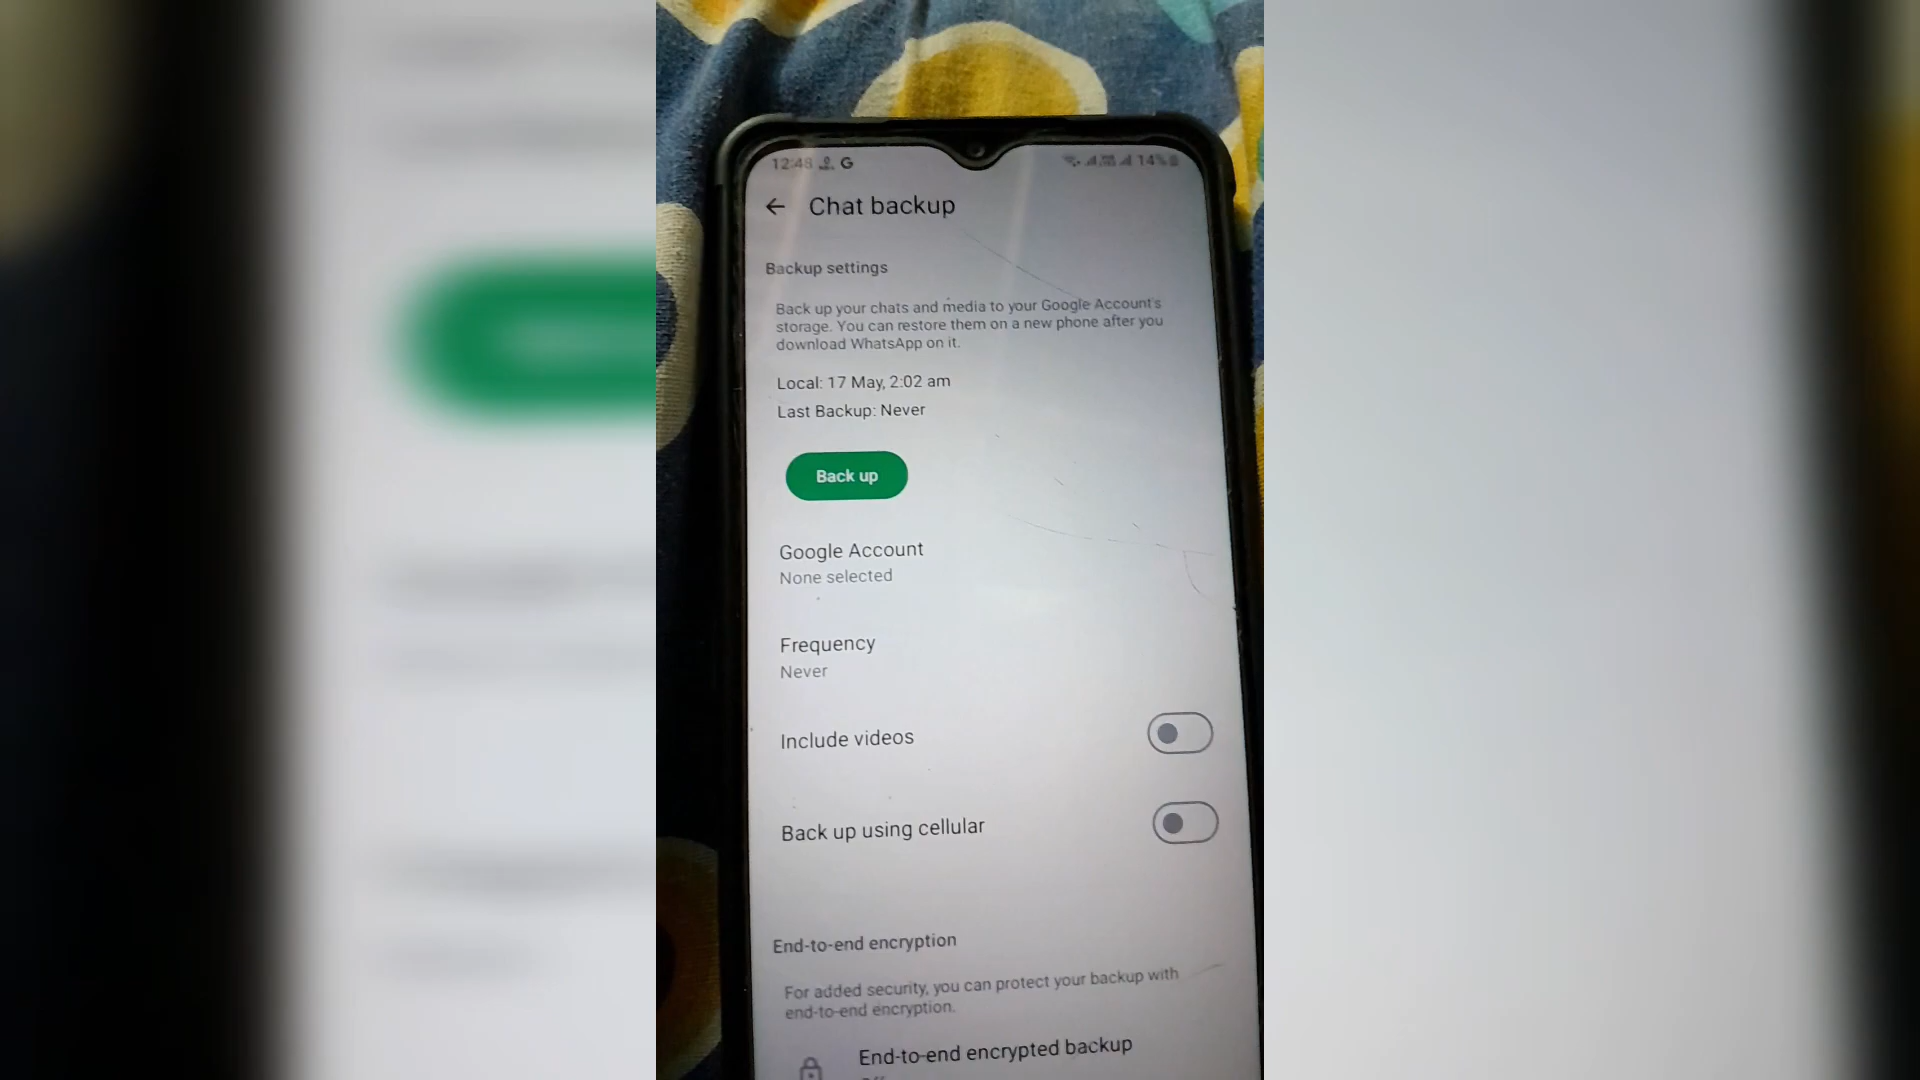 12:48 G 14%
Chat backup
Backup settings
Back up your chats and media to your Google Account's
storage. You can restore them on a new phone after you
download WhatsApp on it.
Local: 17 May, 2:02 am
Last Backup: Never
Back up
Google Account
None selected
Frequency
Never
Include videos
Back up using cellular
End-to-end encryption
For added security, you can protect your backup with
end-to-end encryption.
End-to-end encrypted backup